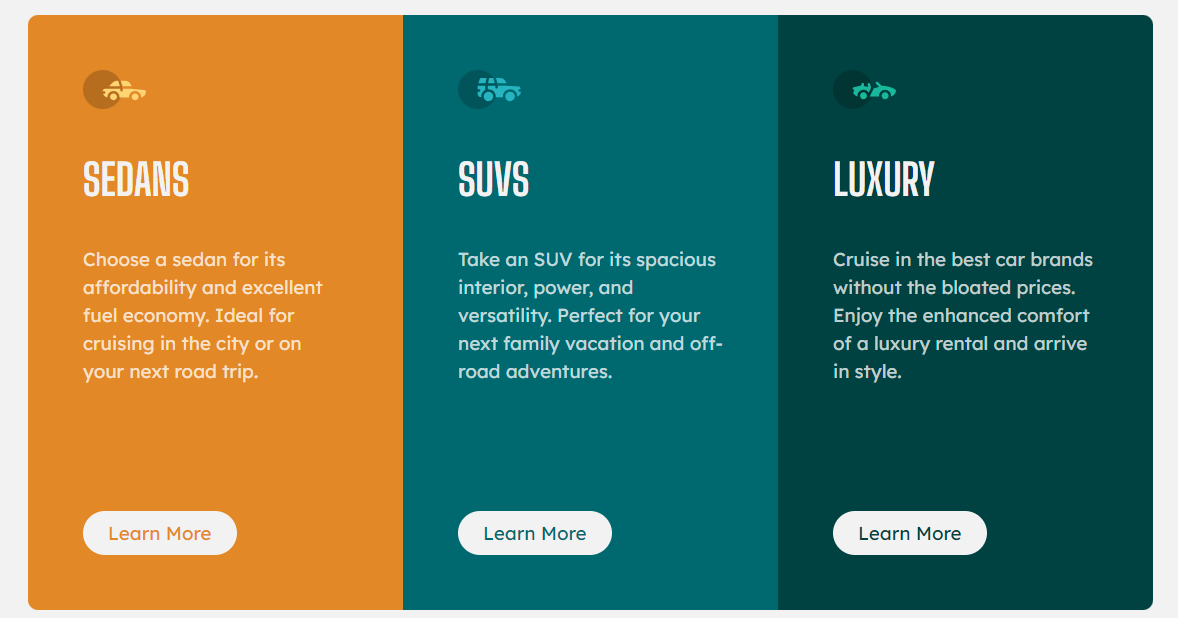 SEDANS
Choose a sedan for its
affordability and excellent
fuel economy. Ideal for
cruising in the city or on
your next road trip.
Learn More
SUVS
Take an SUV for its spacious
interior, power, and
versatility. Perfect for your
next family vacation and off-
road adventures.
Learn More
LUXURY
Cruise in the best car brands
without the bloated prices.
Enjoy the enhanced comfort
of a luxury rental and arrive
in style.
Learn More